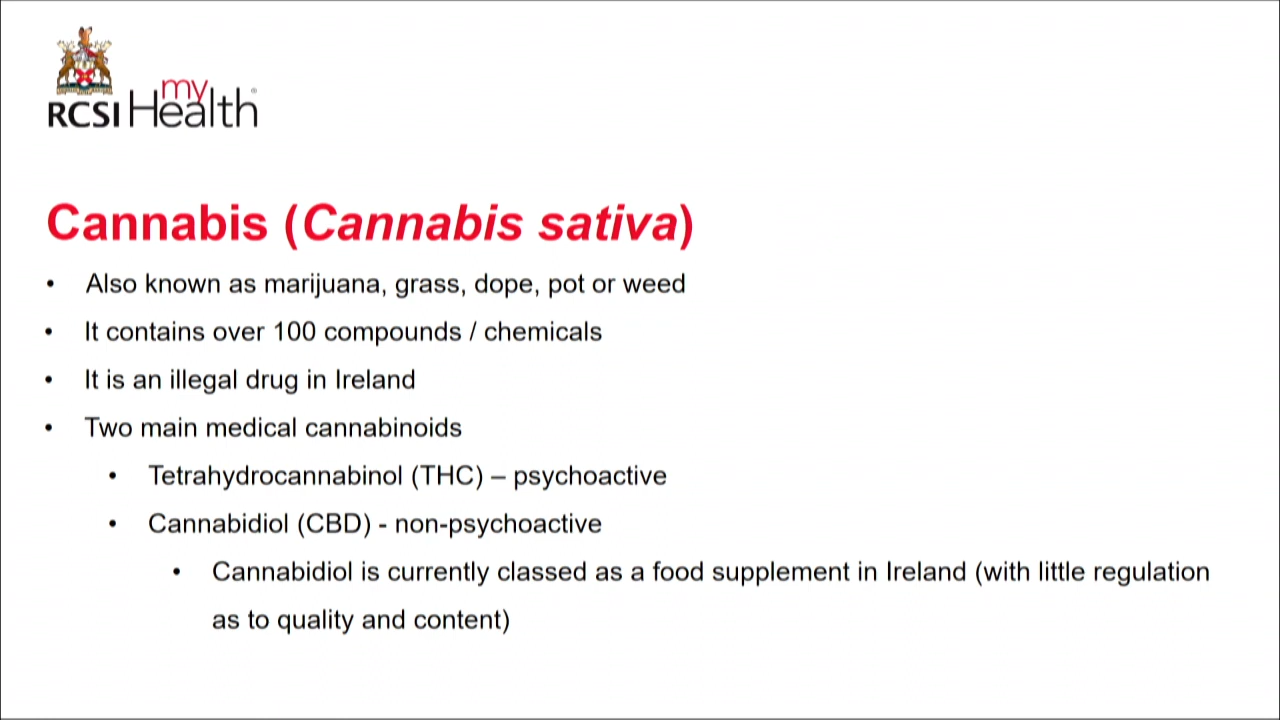 my
RCSI Health
Cannabis (Cannabis sativa)
• Also known as marijuana, grass, dope, pot or weed
• It contains over 100 compounds / chemicals
• It is an illegal drug in Ireland
• Two main medical cannabinoids
• Tetrahydrocannabinol (THC) – psychoactive
• Cannabidiol (CBD) - non-psychoactive
• Cannabidiol is currently classed as a food supplement in Ireland (with little regulation
as to quality and content)